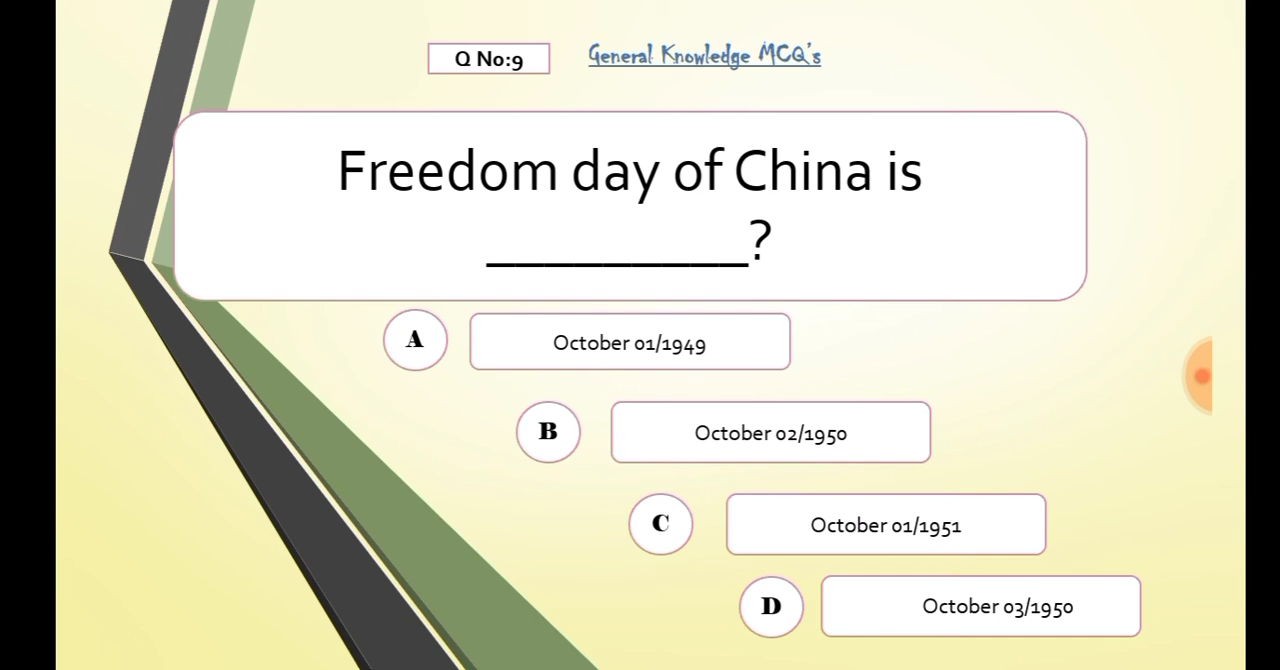 Q No:9
General Knowledge MCQ's
Freedom day of China is
_________?
A
October 01/1949
B
October 02/1950
C
October 01/1951
D
October 03/1950